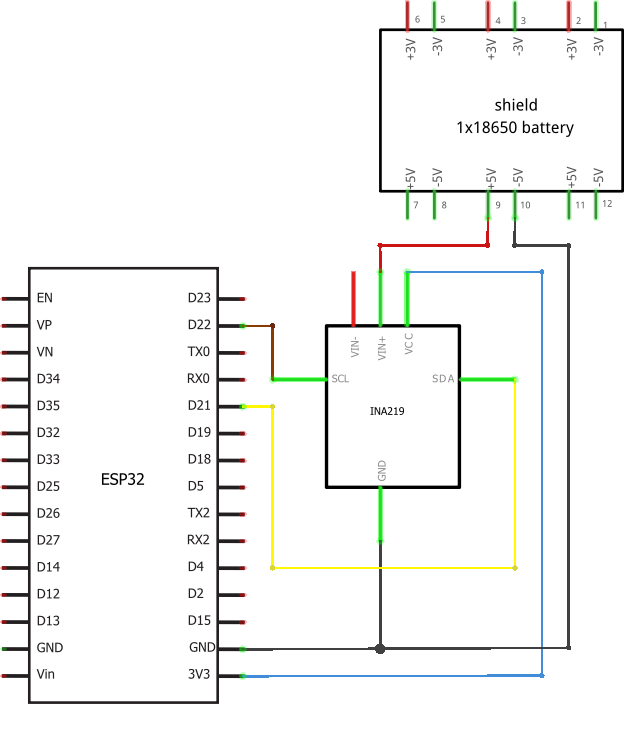 6 5 4 3 2 1
+3V -3V +3V -3V +3V -3V
shield
1x18650 battery
+5V -5V +5V -5V +5V -5V
7 8 9 10 11 12
EN D23
VP D22
VN TX0
D34 RX0
D35 D21
D32 D19
D33 D18
D25 D5
D26 TX2
D27 RX2
D14 D4
D12 D2
D13 D15
GND GND
Vin 3V3
ESP32
VIN- VIN+ VCC
SCL SDA
INA219
GND